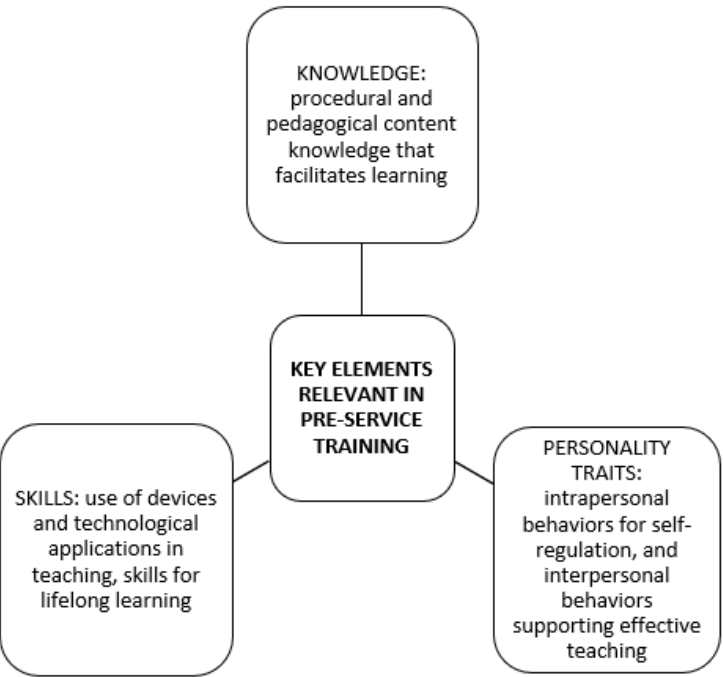 KNOWLEDGE:
procedural and
pedagogical content
knowledge that
facilitates learning
KEY ELEMENTS
RELEVANT IN
PRE-SERVICE
TRAINING
SKILLS: use of devices
and technological
applications in
teaching, skills for
lifelong learning
PERSONALITY
TRAITS:
intrapersonal
behaviors for self-
regulation, and
interpersonal
behaviors
supporting effective
teaching